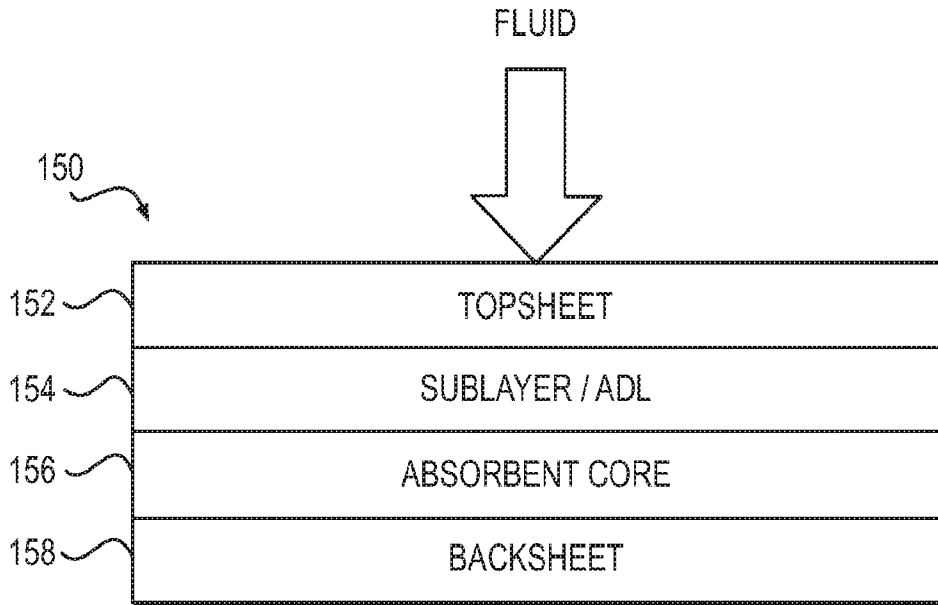 FLUID
150
152
TOPSHEET
154
SUBLAYER / ADL
156
ABSORBENT CORE
158
BACKSHEET